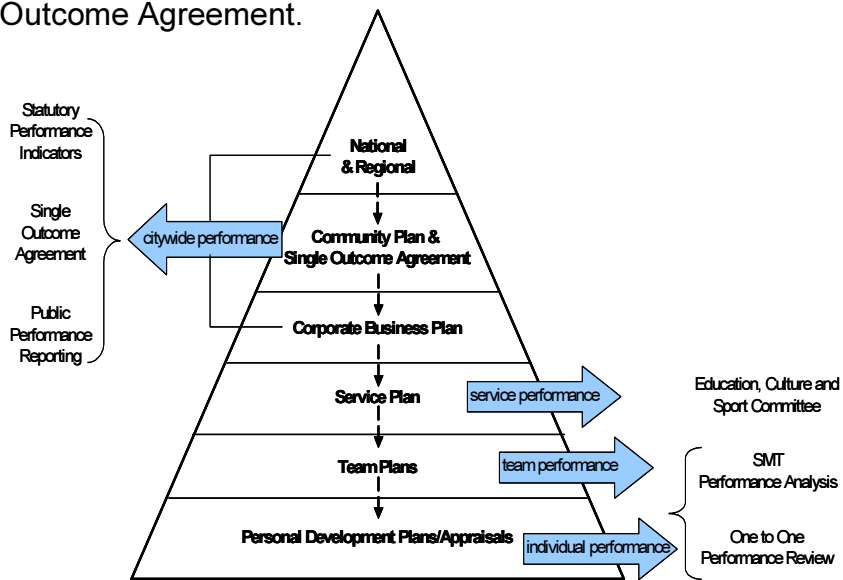 Outcome Agreement.
Statutory
Performance
Indicators
Single
Outcome
Agreement
Public
Performance
Reporting
citywide performance
National
& Regional
Community Plan &
Single Outcome Agreement
Corporate Business Plan
Service Plan
Team Plans
Personal Development Plans/Appraisals
service performance
team performance
individual performance
Education, Culture and
Sport Committee
SMT
Performance Analysis
One to One
Performance Review